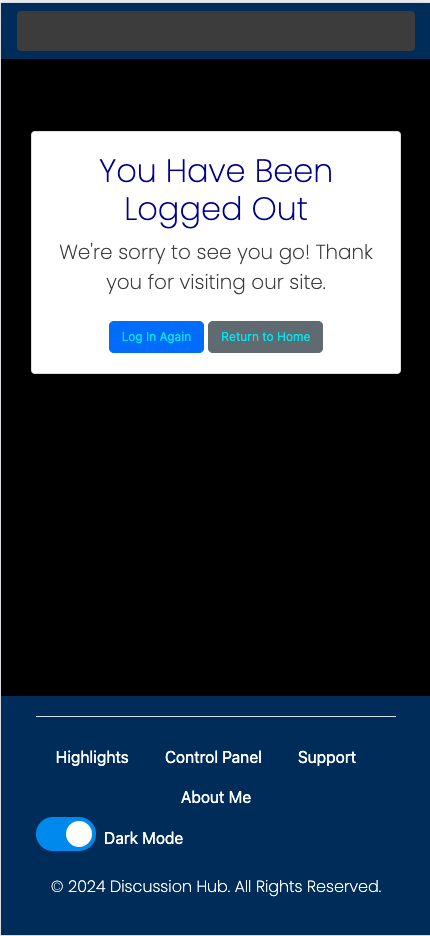 You Have Been
Logged Out
We're sorry to see you go! Thank
you for visiting our site.
Log In Again Return to Home
Highlights Control Panel Support
About Me
Dark Mode
© 2024 Discussion Hub. All Rights Reserved.